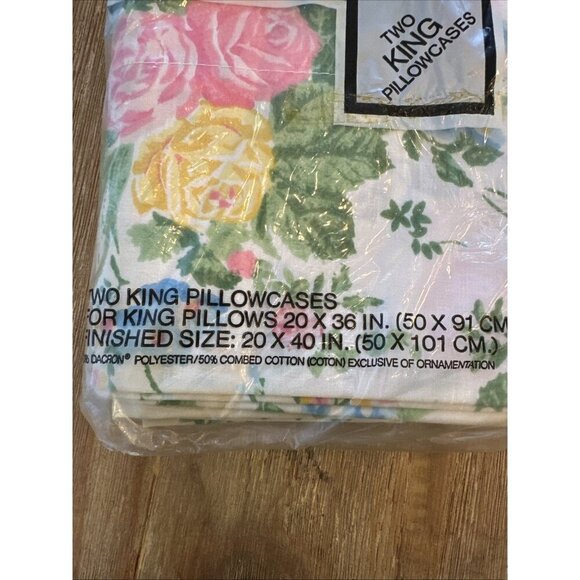 TWO
KING
PILLOWCASES
TWO KING PILLOWCASES
FOR KING PILLOWS 20 X 36 IN. (50 X 91 CM
FINISHED SIZE: 20 X 40 IN. (50 X 101 CM.)
% DACRON® POLYESTER/50% COMBED COTTON (COTON) EXCLUSIVE OF ORNAMENTATION